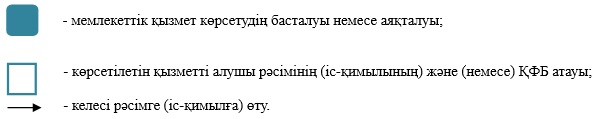 - мемлекеттік қызмет көрсетудің басталуы немесе аяқталуы;
- көрсетілетін қызметті алушы рәсімінің (іс-қимылының) және (немесе) ҚФБ атауы;
- келесі рәсімге (іс-қимылға) өту.